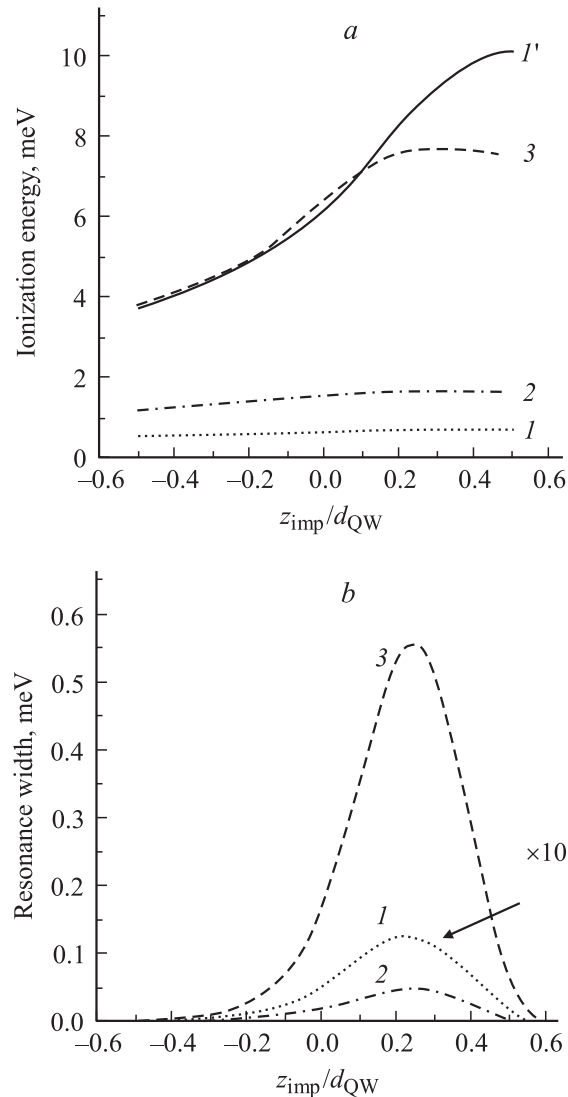 a
Ionization energy, meV
10
8
6
4
2
0
1'
3
2
1
–0.6 –0.4 –0.2 0.0 0.2 0.4 0.6
z_imp/d_QW
b
Resonance width, meV
0.6
0.5
0.4
0.3
0.2
0.1
0.0
3
×10
1
2
–0.6 –0.4 –0.2 0.0 0.2 0.4 0.6
z_imp/d_QW